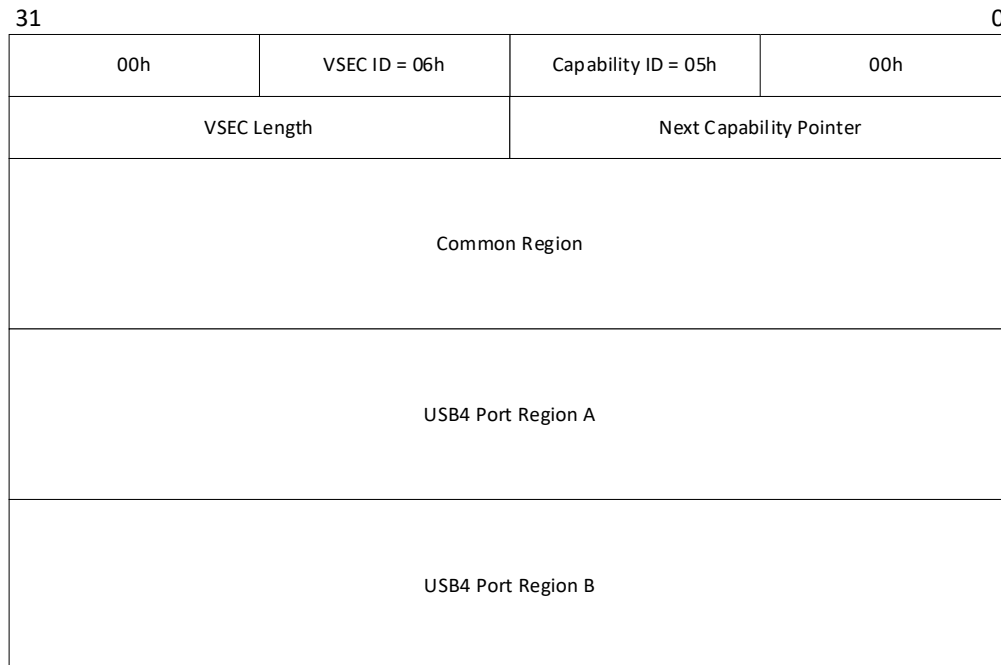 31 0
00h VSEC ID = 06h Capability ID = 05h 00h
VSEC Length Next Capability Pointer
Common Region
USB4 Port Region A
USB4 Port Region B